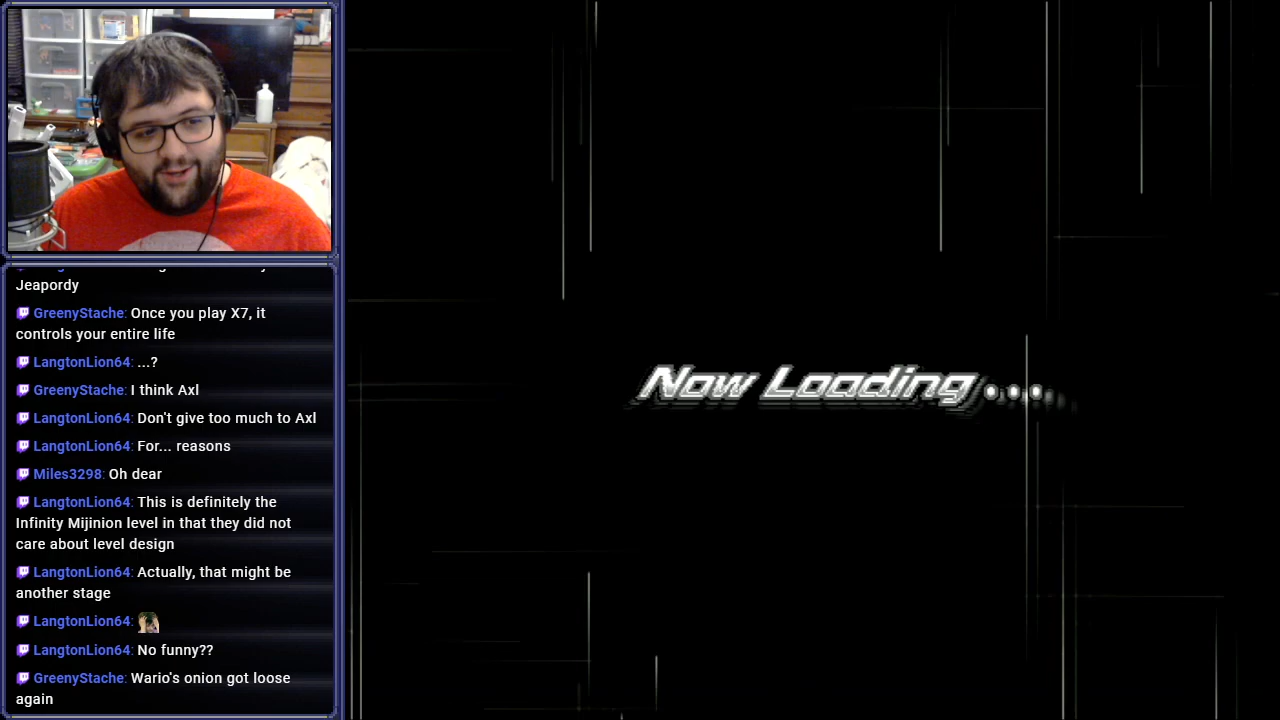 Jeapordy
GreenyStache: Once you play X7, it
controls your entire life
LangtonLion64: ...?
GreenyStache: I think Axl
LangtonLion64: Don't give too much to Axl
LangtonLion64: For... reasons
Miles3298: Oh dear
LangtonLion64: This is definitely the
Infinity Mijinion level in that they did not
care about level design
LangtonLion64: Actually, that might be
another stage
LangtonLion64:
LangtonLion64: No funny??
GreenyStache: Wario's onion got loose
again
Now Loading...